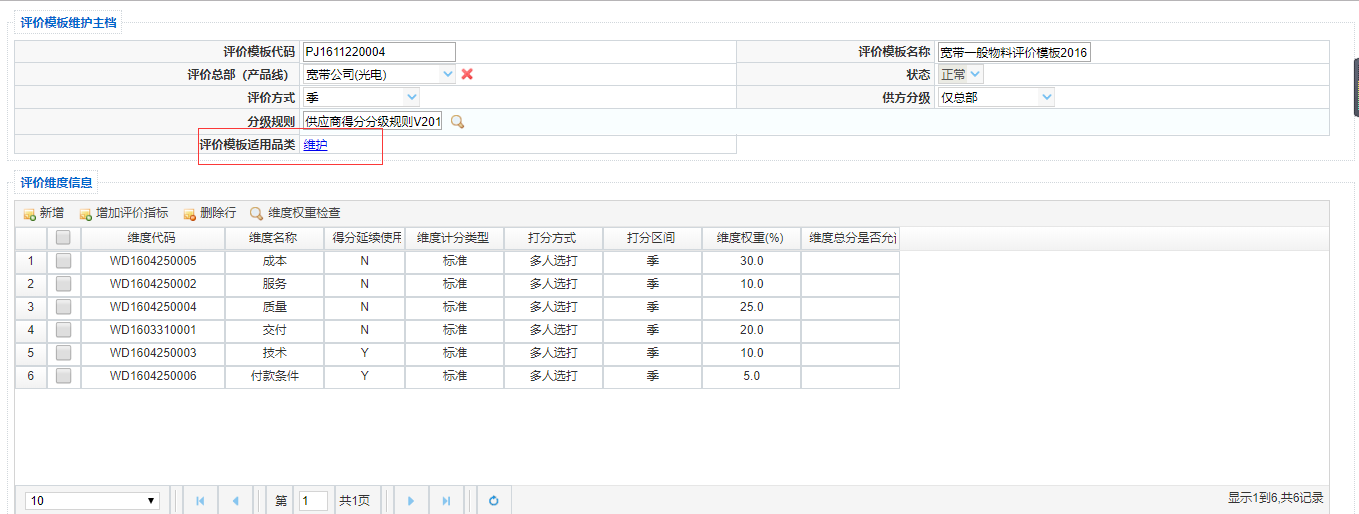 评价模板维护主档
评价模板代码 PJ1611220004 评价模板名称 宽带一般物料评价模板2016
评价总部（产品线） 宽带公司(光电) 状态 正常
评价方式 季 供方分级 仅总部
分级规则 供应商得分分级规则V201
评价模板适用品类 维护
评价维度信息
新增 增加评价指标 删除行 维度权重检查
维度代码 维度名称 得分延续使用 维度计分类型 打分方式 打分区间 维度权重(%) 维度总分是否允
1 WD1604250005 成本 N 标准 多人选打 季 30.0
2 WD1604250002 服务 N 标准 多人选打 季 10.0
3 WD1604250004 质量 N 标准 多人选打 季 25.0
4 WD1603310001 交付 N 标准 多人选打 季 20.0
5 WD1604250003 技术 Y 标准 多人选打 季 10.0
6 WD1604250006 付款条件 Y 标准 多人选打 季 5.0
10 第 1 共1页 显示1到6,共6记录